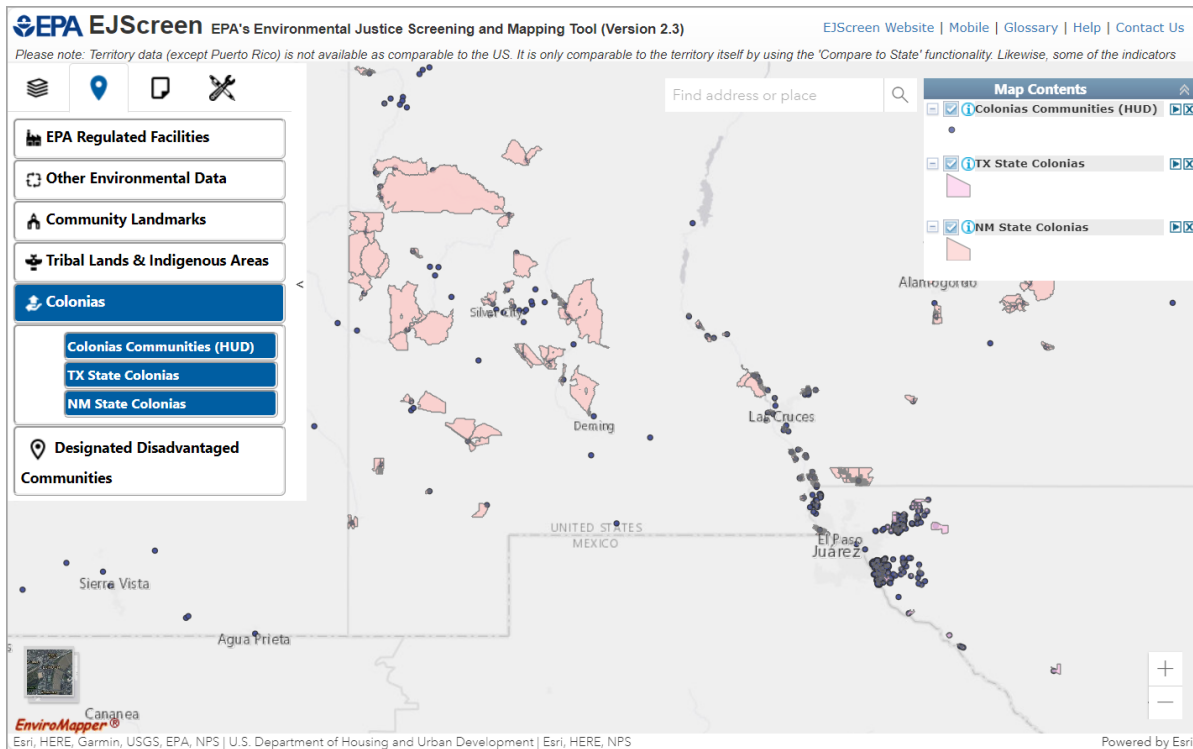 EPA EJScreen EPA's Environmental Justice Screening and Mapping Tool (Version 2.3)
EJScreen Website | Mobile | Glossary | Help | Contact Us
Please note: Territory data (except Puerto Rico) is not available as comparable to the US. It is only comparable to the territory itself by using the 'Compare to State' functionality. Likewise, some of the indicators
Find address or place
Map Contents
Colonias Communities (HUD)
TX State Colonias
NM State Colonias
EPA Regulated Facilities
Other Environmental Data
Community Landmarks
Tribal Lands & Indigenous Areas
<
Colonias
Colonias Communities (HUD)
TX State Colonias
NM State Colonias
Designated Disadvantaged
Communities
Alamogordo
Silver City
Las Cruces
Deming
UNITED STATES
MEXICO
El Paso
Juárez
Sierra Vista
Agua Prieta
Cananea
EnviroMapper ®
Esri, HERE, Garmin, USGS, EPA, NPS | U.S. Department of Housing and Urban Development | Esri, HERE, NPS
Powered by Esri